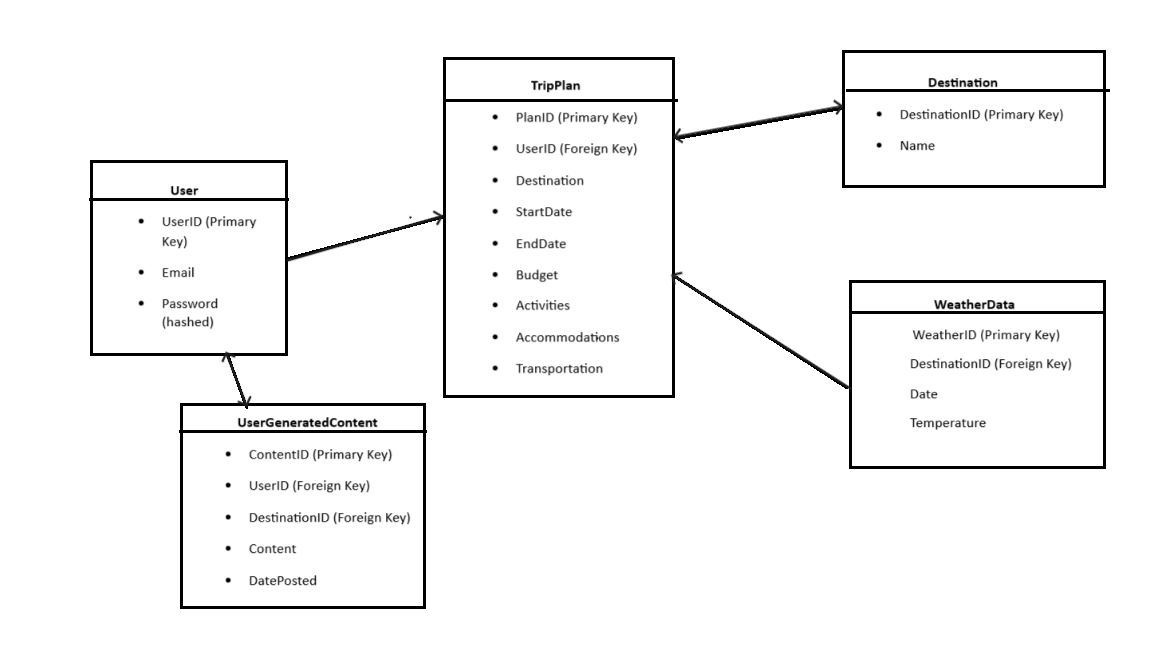 User
• UserID (Primary
Key)
• Email
• Password
(hashed)
UserGeneratedContent
• ContentID (Primary Key)
• UserID (Foreign Key)
• DestinationID (Foreign Key)
• Content
• DatePosted
TripPlan
• PlanID (Primary Key)
• UserID (Foreign Key)
• Destination
• StartDate
• EndDate
• Budget
• Activities
• Accommodations
• Transportation
Destination
• DestinationID (Primary Key)
• Name
WeatherData
WeatherID (Primary Key)
DestinationID (Foreign Key)
Date
Temperature